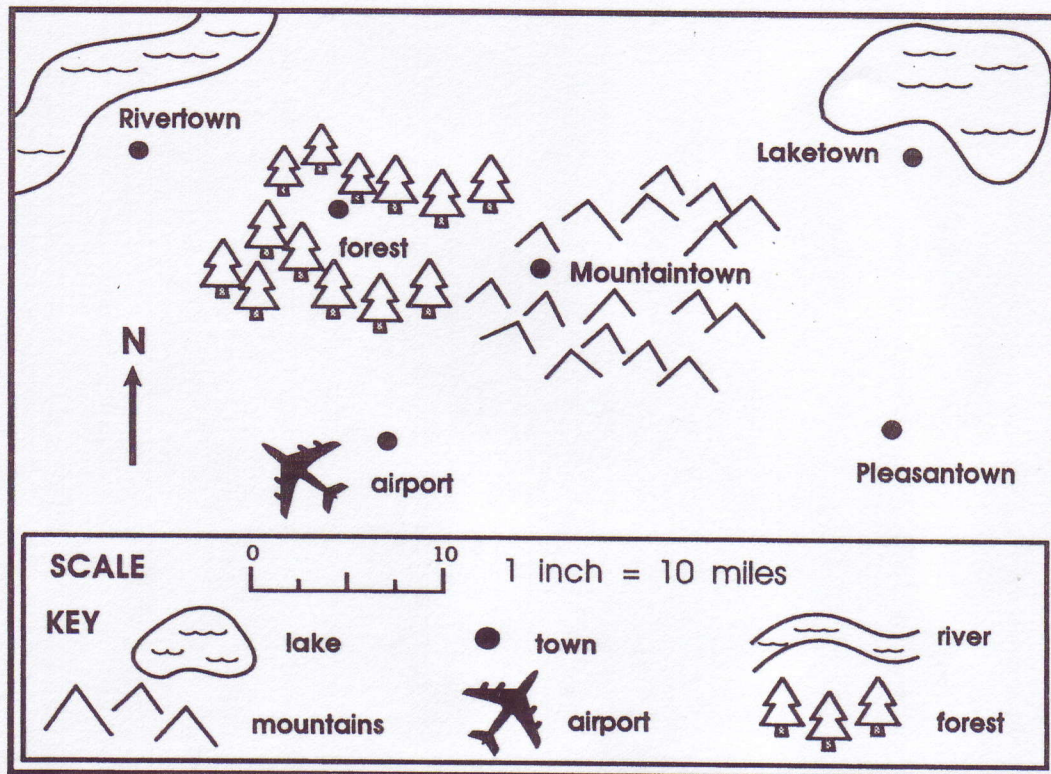 Rivertown
Laketown
forest
Mountaintown
N
airport
Pleasantown
SCALE
0 10
1 inch = 10 miles
KEY
lake
town
river
mountains
airport
forest